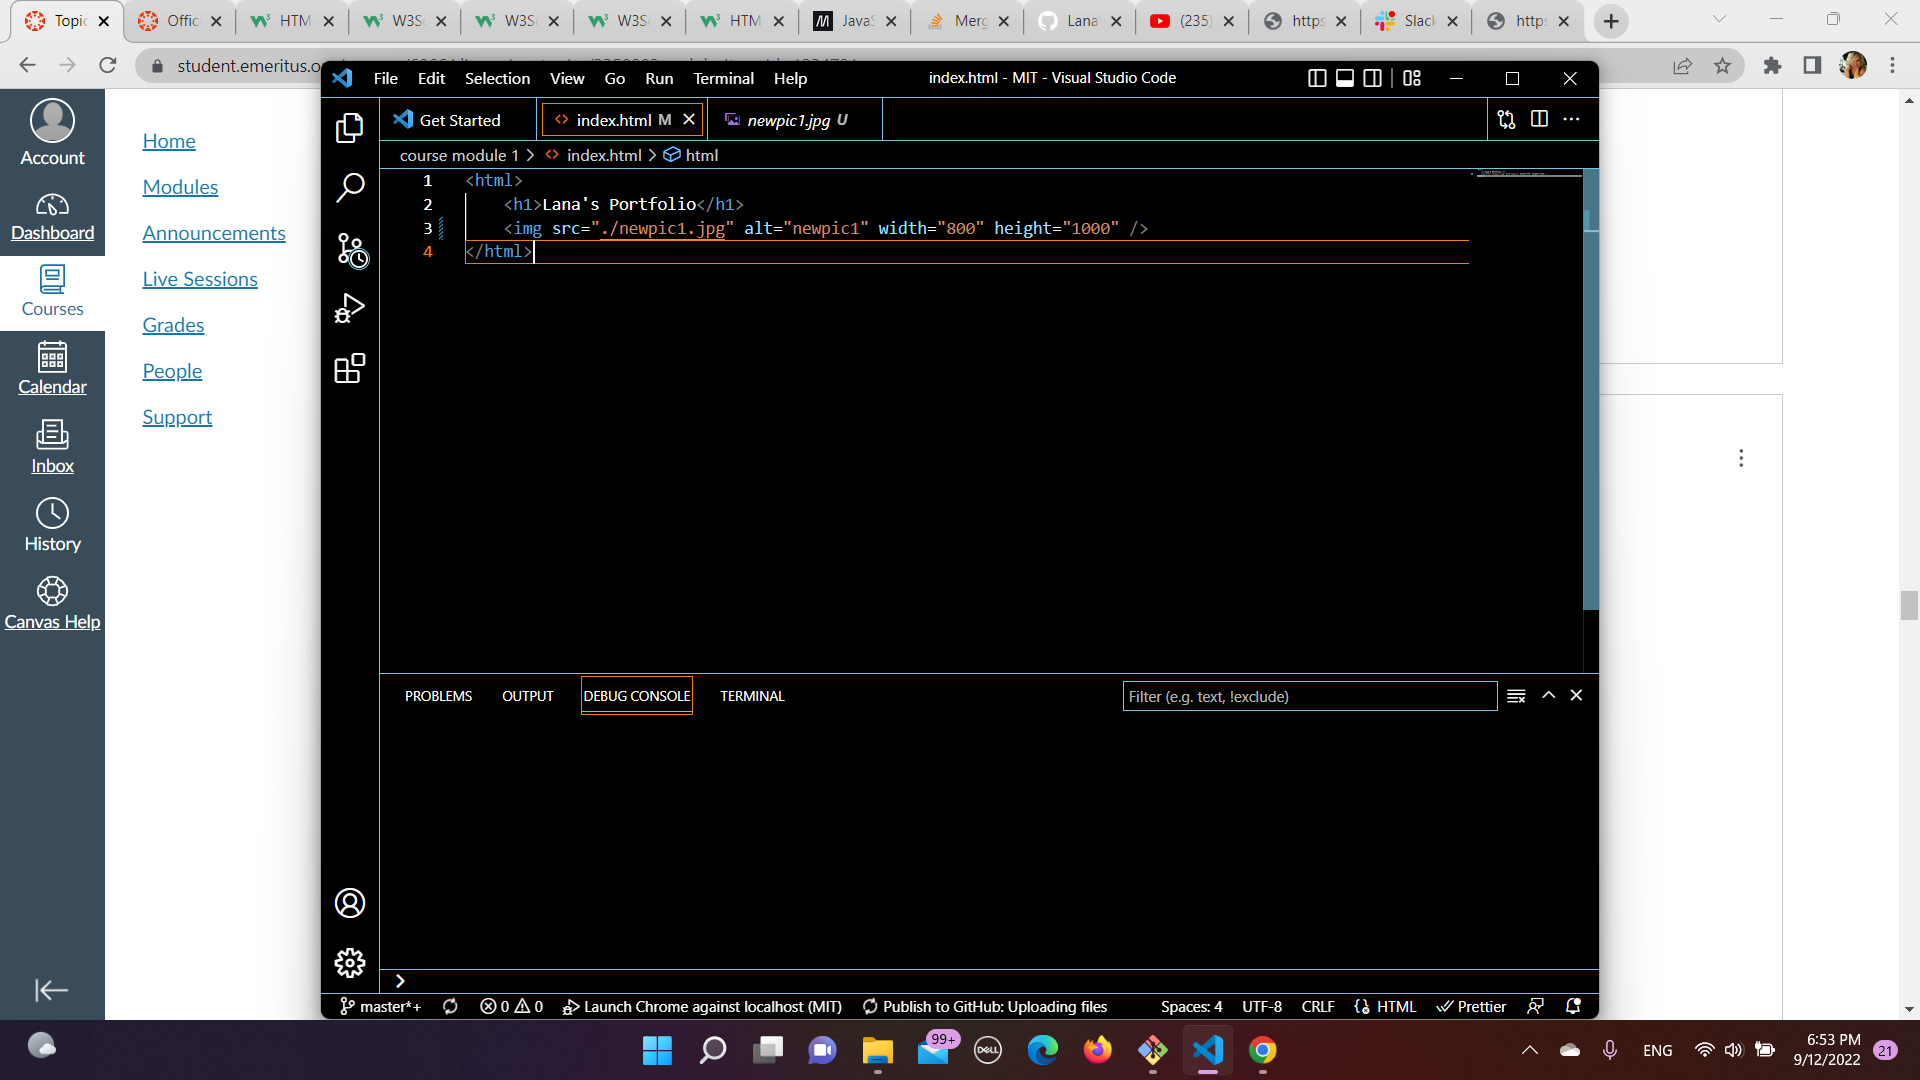 Topic
Offic
HTM
W3Sc
W3Sc
W3Sc
HTM
JavaS
Merg
Lana
(235)
https
Slack
https
student.emeritus.o
File Edit Selection View Go Run Terminal Help
index.html - MIT - Visual Studio Code
Account
Dashboard
Courses
Calendar
Inbox
History
Canvas Help
Home
Modules
Announcements
Live Sessions
Grades
People
Support
Get Started
index.html M
newpic1.jpg U
course module 1 > <> index.html > html
1 <html>
2 <h1>Lana's Portfolio</h1>
3 <img src="./newpic1.jpg" alt="newpic1" width="800" height="1000" />
4 </html>
PROBLEMS OUTPUT DEBUG CONSOLE TERMINAL
Filter (e.g. text, !exclude)
master*+ 0 0 Launch Chrome against localhost (MIT) Publish to GitHub: Uploading files Spaces: 4 UTF-8 CRLF HTML Prettier
99+
DELL
ENG
6:53 PM
9/12/2022
21